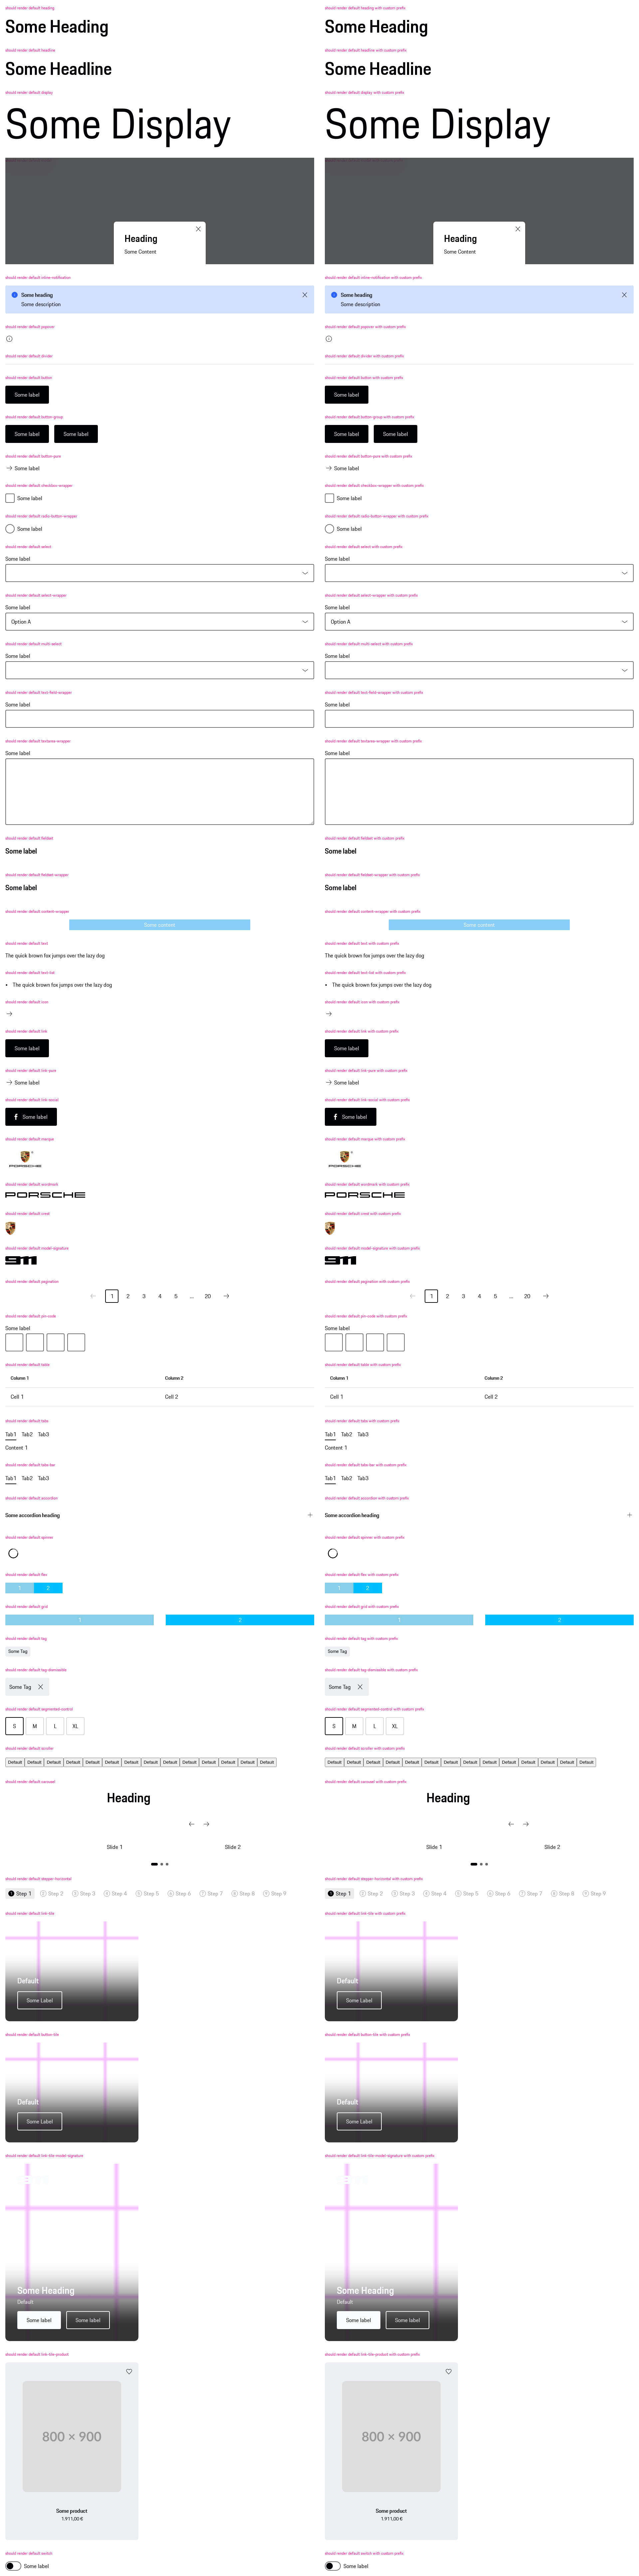 should render default heading
Some Heading
should render default headline
Some Headline
should render default display
Some Display
Heading
Some Content
should render default inline-notification
Some heading
Some description
should render default popover
should render default divider
should render default button
Some label
should render default button-group
Some label Some label
should render default button-pure
Some label
should render default checkbox-wrapper
Some label
should render default radio-button-wrapper
Some label
should render default select
Some label
should render default select-wrapper
Some label
Option A
should render default multi-select
Some label
should render default text-field-wrapper
Some label
should render default textarea-wrapper
Some label
should render default fieldset
Some label
should render default fieldset-wrapper
Some label
should render default content-wrapper
Some content
should render default text
The quick brown fox jumps over the lazy dog
should render default text-list
• The quick brown fox jumps over the lazy dog
should render default icon
should render default link
Some label
should render default link-pure
Some label
should render default link-social
Some label
should render default marque
PORSCHE
should render default wordmark
PORSCHE
should render default crest
should render default model-signature
911
should render default pagination
1 2 3 4 5 ... 20
should render default pin-code
Some label
should render default table
Column 1 Column 2
Cell 1 Cell 2
should render default tabs
Tab1 Tab2 Tab3
Content 1
should render default tabs-bar
Tab1 Tab2 Tab3
should render default accordion
Some accordion heading
should render default spinner
should render default flex
1 2
should render default grid
1 2
should render default tag
Some Tag
should render default tag-dismissible
Some Tag
should render default segmented-control
S M L XL
should render default scroller
Default Default Default Default Default Default Default Default Default Default Default Default Default Default
should render default carousel
Heading
Slide 1 Slide 2
should render default stepper-horizontal
1 Step 1 2 Step 2 3 Step 3 4 Step 4 5 Step 5 6 Step 6 7 Step 7 8 Step 8 9 Step 9
should render default link-tile
Default
Some Label
should render default button-tile
Default
Some Label
should render default link-tile-model-signature
Some Heading
Default
Some label Some label
should render default link-tile-product
800 × 900
Some product
1.911,00 €
should render default switch
Some label
should render default heading with custom prefix
Some Heading
should render default headline with custom prefix
Some Headline
should render default display with custom prefix
Some Display
Heading
Some Content
should render default inline-notification with custom prefix
Some heading
Some description
should render default popover with custom prefix
should render default divider with custom prefix
should render default button with custom prefix
Some label
should render default button-group with custom prefix
Some label Some label
should render default button-pure with custom prefix
Some label
should render default checkbox-wrapper with custom prefix
Some label
should render default radio-button-wrapper with custom prefix
Some label
should render default select with custom prefix
Some label
should render default select-wrapper with custom prefix
Some label
Option A
should render default multi-select with custom prefix
Some label
should render default text-field-wrapper with custom prefix
Some label
should render default textarea-wrapper with custom prefix
Some label
should render default fieldset with custom prefix
Some label
should render default fieldset-wrapper with custom prefix
Some label
should render default content-wrapper with custom prefix
Some content
should render default text with custom prefix
The quick brown fox jumps over the lazy dog
should render default text-list with custom prefix
• The quick brown fox jumps over the lazy dog
should render default icon with custom prefix
should render default link with custom prefix
Some label
should render default link-pure with custom prefix
Some label
should render default link-social with custom prefix
Some label
should render default marque with custom prefix
PORSCHE
should render default wordmark with custom prefix
PORSCHE
should render default crest with custom prefix
should render default model-signature with custom prefix
911
should render default pagination with custom prefix
1 2 3 4 5 ... 20
should render default pin-code with custom prefix
Some label
should render default table with custom prefix
Column 1 Column 2
Cell 1 Cell 2
should render default tabs with custom prefix
Tab1 Tab2 Tab3
Content 1
should render default tabs-bar with custom prefix
Tab1 Tab2 Tab3
should render default accordion with custom prefix
Some accordion heading
should render default spinner with custom prefix
should render default flex with custom prefix
1 2
should render default grid with custom prefix
1 2
should render default tag with custom prefix
Some Tag
should render default tag-dismissible with custom prefix
Some Tag
should render default segmented-control with custom prefix
S M L XL
should render default scroller with custom prefix
Default Default Default Default Default Default Default Default Default Default Default Default Default Default
should render default carousel with custom prefix
Heading
Slide 1 Slide 2
should render default stepper-horizontal with custom prefix
1 Step 1 2 Step 2 3 Step 3 4 Step 4 5 Step 5 6 Step 6 7 Step 7 8 Step 8 9 Step 9
should render default link-tile with custom prefix
Default
Some Label
should render default button-tile with custom prefix
Default
Some Label
should render default link-tile-model-signature with custom prefix
Some Heading
Default
Some label Some label
should render default link-tile-product with custom prefix
800 × 900
Some product
1.911,00 €
should render default switch with custom prefix
Some label